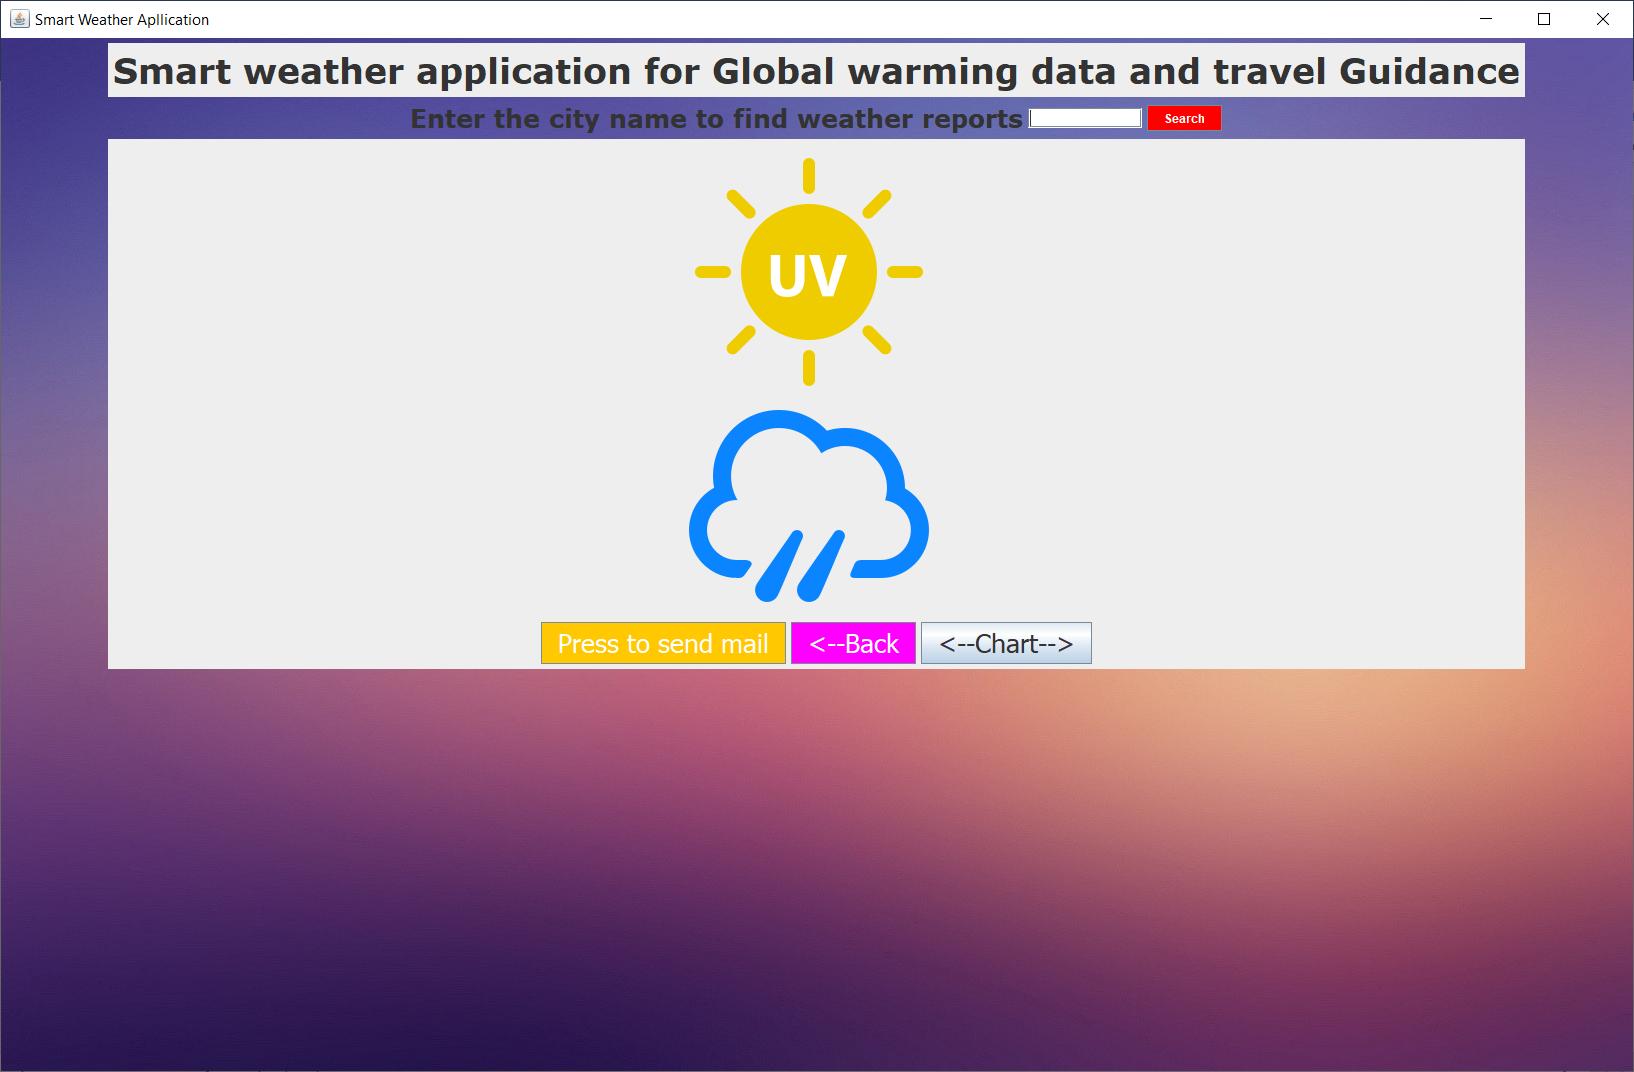 Smart Weather Apllication
Smart weather application for Global warming data and travel Guidance
Enter the city name to find weather reports Search
UV
Press to send mail <--Back <--Chart-->